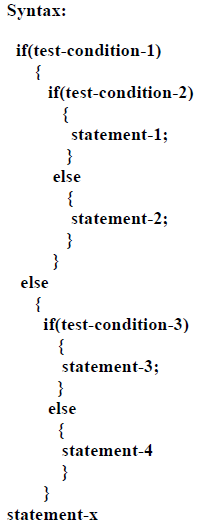 Syntax:
if(test-condition-1)
{
if(test-condition-2)
{
statement-1;
}
else
{
statement-2;
}
}
else
{
if(test-condition-3)
{
statement-3;
}
else
{
statement-4
}
}
statement-x